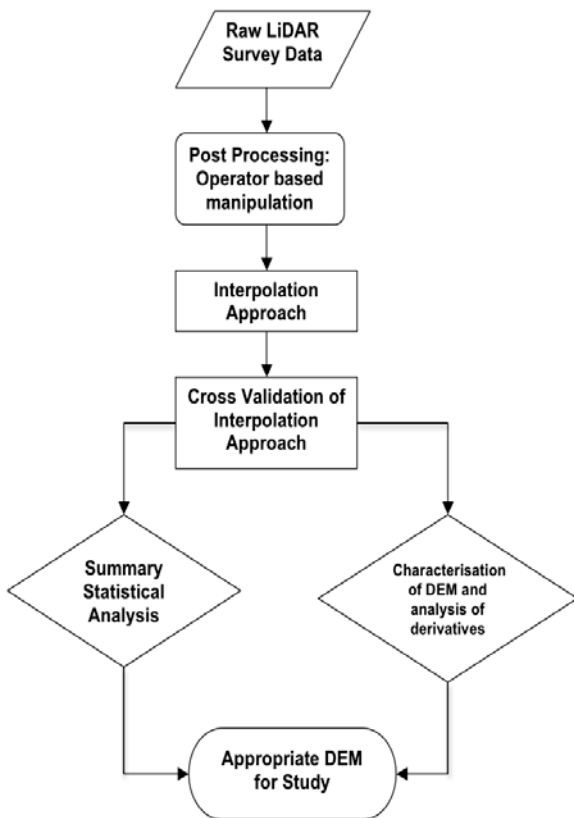 Raw LiDAR
Survey Data
Post Processing:
Operator based
manipulation
Interpolation
Approach
Cross Validation of
Interpolation
Approach
Summary
Statistical
Analysis
Characterisation
of DEM and
analysis of
derivatives
Appropriate DEM
for Study